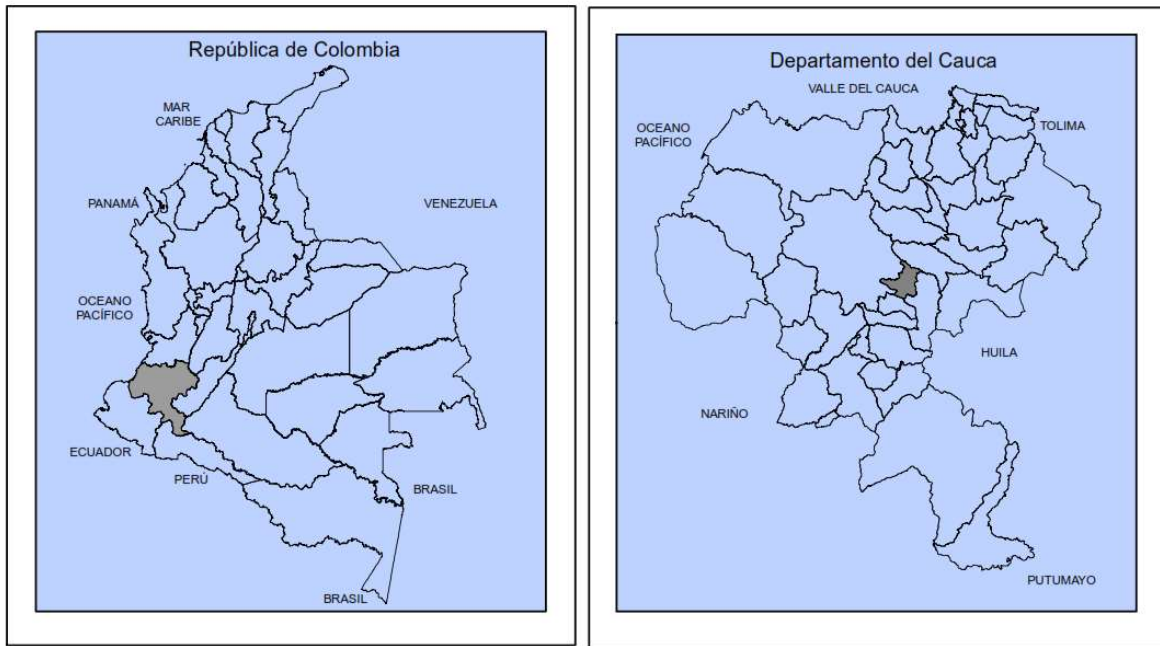 República de Colombia
MAR
CARIBE
PANAMÁ
VENEZUELA
OCEANO
PACÍFICO
ECUADOR
PERÚ
BRASIL
BRASIL
Departamento del Cauca
VALLE DEL CAUCA
OCEANO
PACÍFICO
TOLIMA
HUILA
NARIÑO
PUTUMAYO